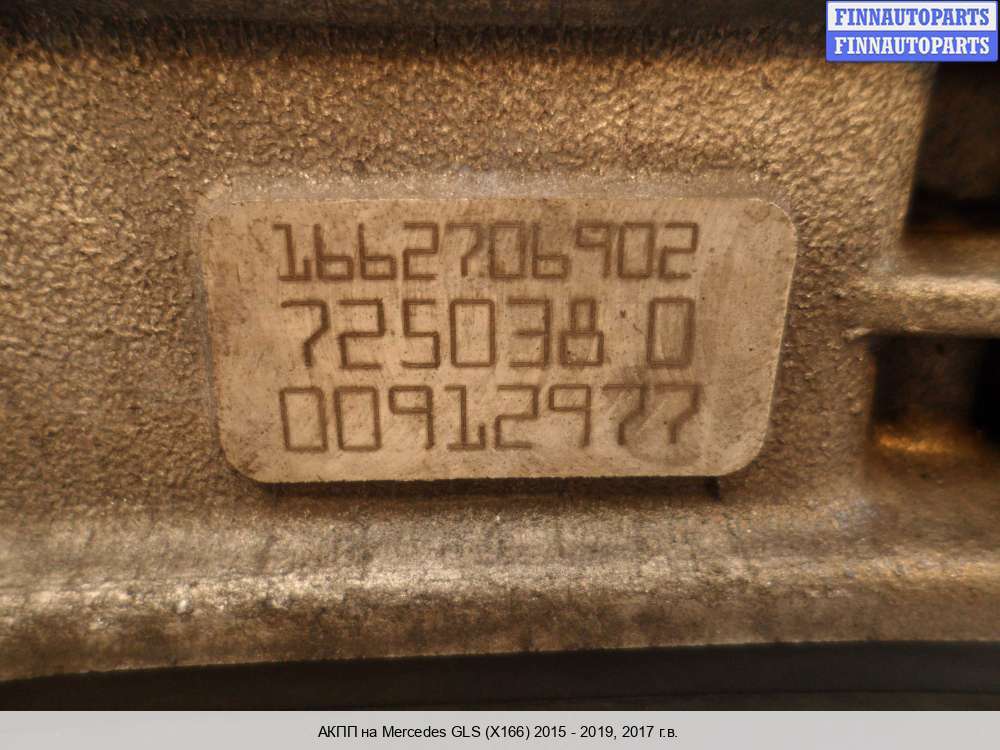 FINNAUTOPARTS
FINNAUTOPARTS
1662706902
725038 0
00912977
АКПП на Mercedes GLS (X166) 2015 - 2019, 2017 г.в.